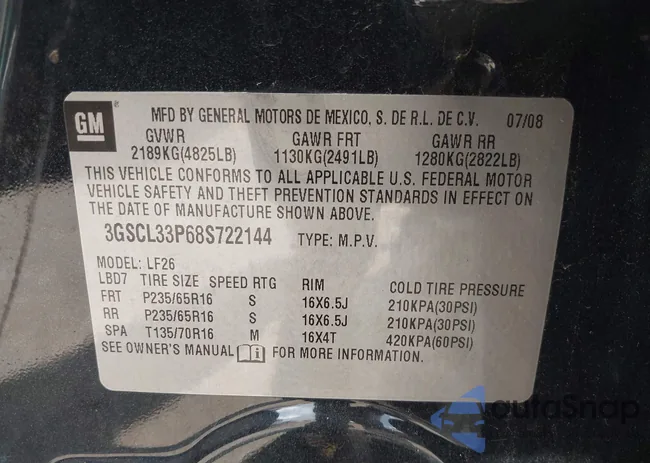 GM
MFD BY GENERAL MOTORS DE MEXICO, S. DE R.L. DE C.V. 07/08
GVWR GAWR FRT GAWR RR
2189KG(4825LB) 1130KG(2491LB) 1280KG(2822LB)
THIS VEHICLE CONFORMS TO ALL APPLICABLE U.S. FEDERAL MOTOR
VEHICLE SAFETY AND THEFT PREVENTION STANDARDS IN EFFECT ON
THE DATE OF MANUFACTURE SHOWN ABOVE.
3GSCL33P68S722144 TYPE: M.P.V.
MODEL: LF26
LBD7 TIRE SIZE SPEED RTG RIM COLD TIRE PRESSURE
FRT P235/65R16 S 16X6.5J 210KPA(30PSI)
RR P235/65R16 S 16X6.5J 210KPA(30PSI)
SPA T135/70R16 M 16X4T 420KPA(60PSI)
SEE OWNER'S MANUAL FOR MORE INFORMATION.
autoSnap